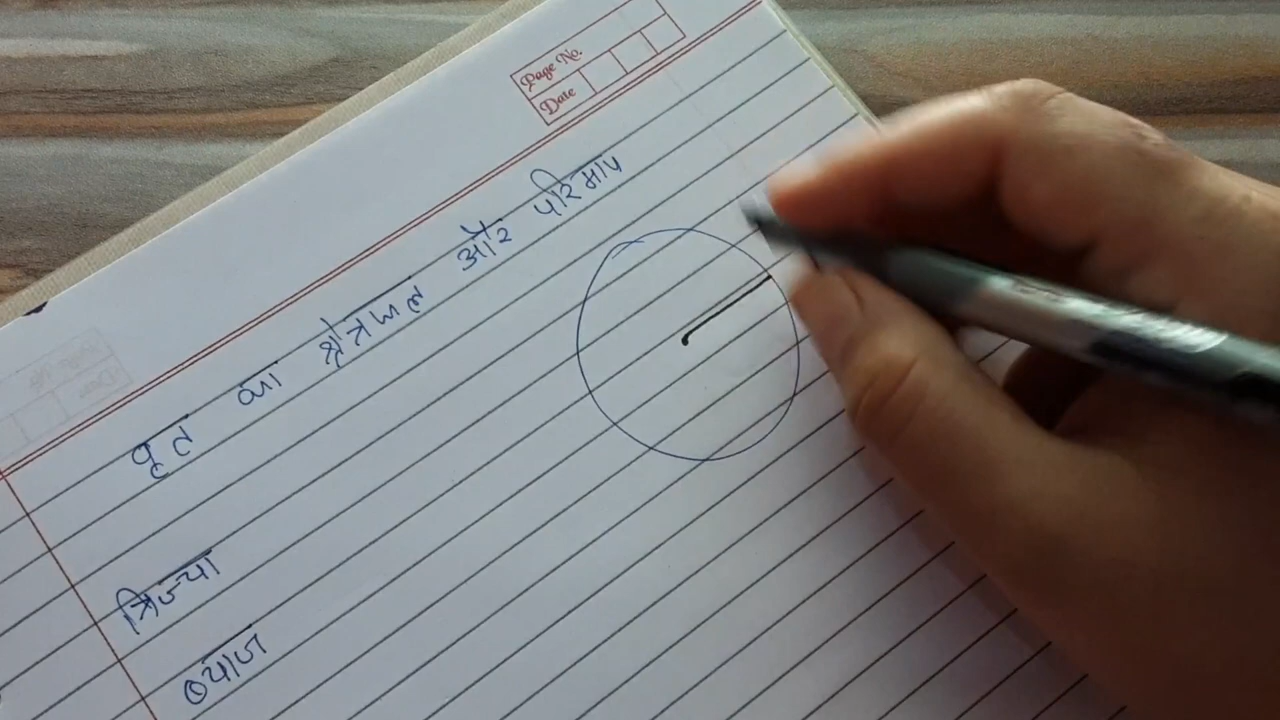 Page No.
Date
वृत का क्षेत्रफल और परिमाप
त्रिज्या
व्याज